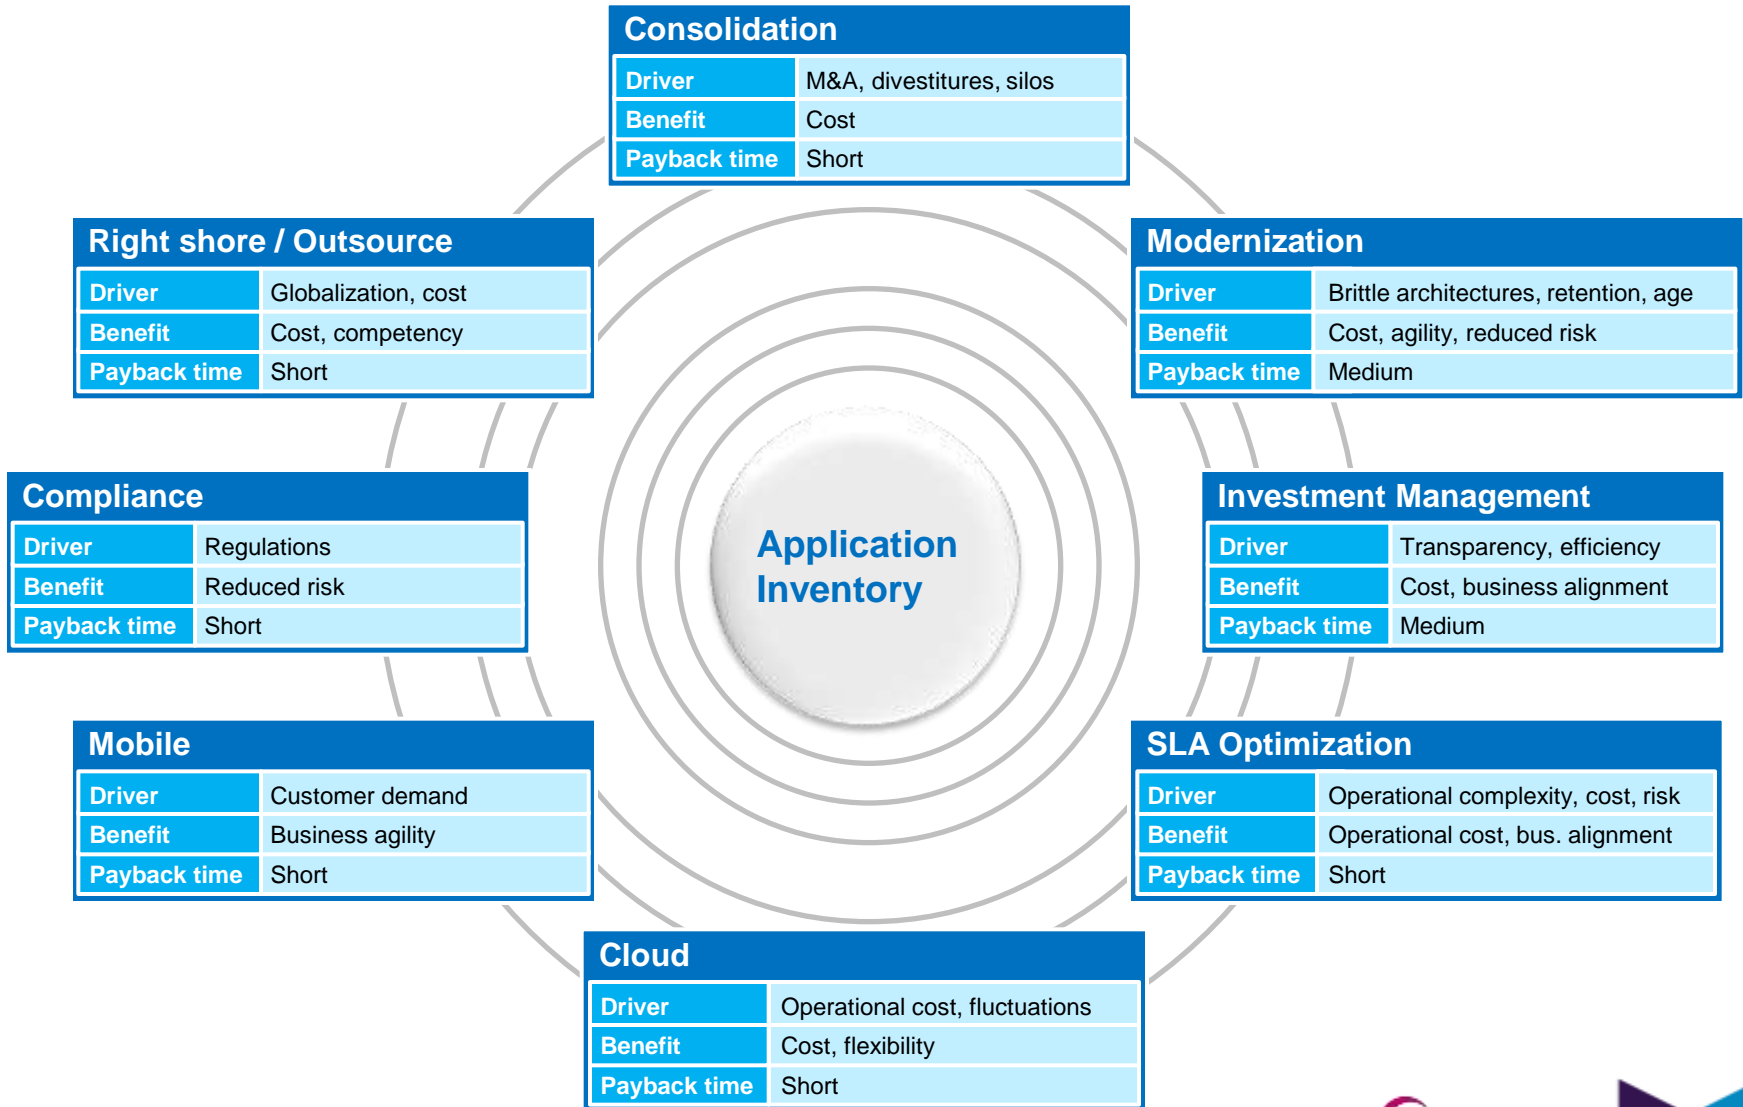 Consolidation
Driver M&A, divestitures, silos
Benefit Cost
Payback time Short
Right shore / Outsource
Driver Globalization, cost
Benefit Cost, competency
Payback time Short
Modernization
Driver Brittle architectures, retention, age
Benefit Cost, agility, reduced risk
Payback time Medium
Compliance
Driver Regulations
Benefit Reduced risk
Payback time Short
Application
Inventory
Investment Management
Driver Transparency, efficiency
Benefit Cost, business alignment
Payback time Medium
Mobile
Driver Customer demand
Benefit Business agility
Payback time Short
SLA Optimization
Driver Operational complexity, cost, risk
Benefit Operational cost, bus. alignment
Payback time Short
Cloud
Driver Operational cost, fluctuations
Benefit Cost, flexibility
Payback time Short